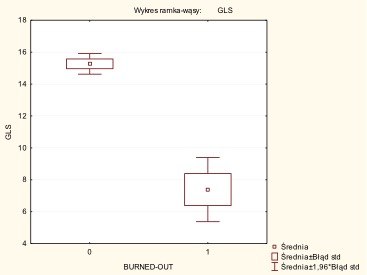 Wykres ramka-wąsy: GLS
18
16
14
12
10
8
6
4
GLS
0 1
BURNED-OUT
Średnia
Średnia±Błąd std
Średnia±1,96*Błąd std